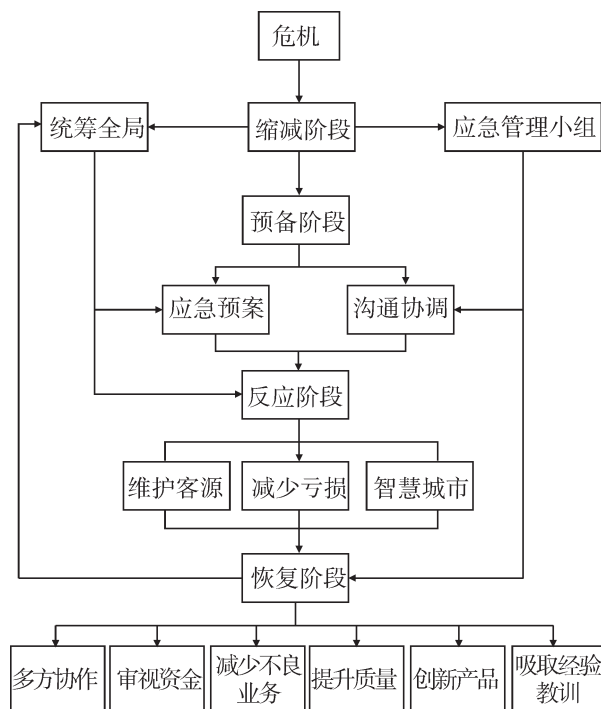 危机
统筹全局
缩减阶段
应急管理小组
预备阶段
应急预案
沟通协调
反应阶段
维护客源
减少亏损
智慧城市
恢复阶段
多方协作
审视资金
减少不良
业务
提升质量
创新产品
吸取经验
教训